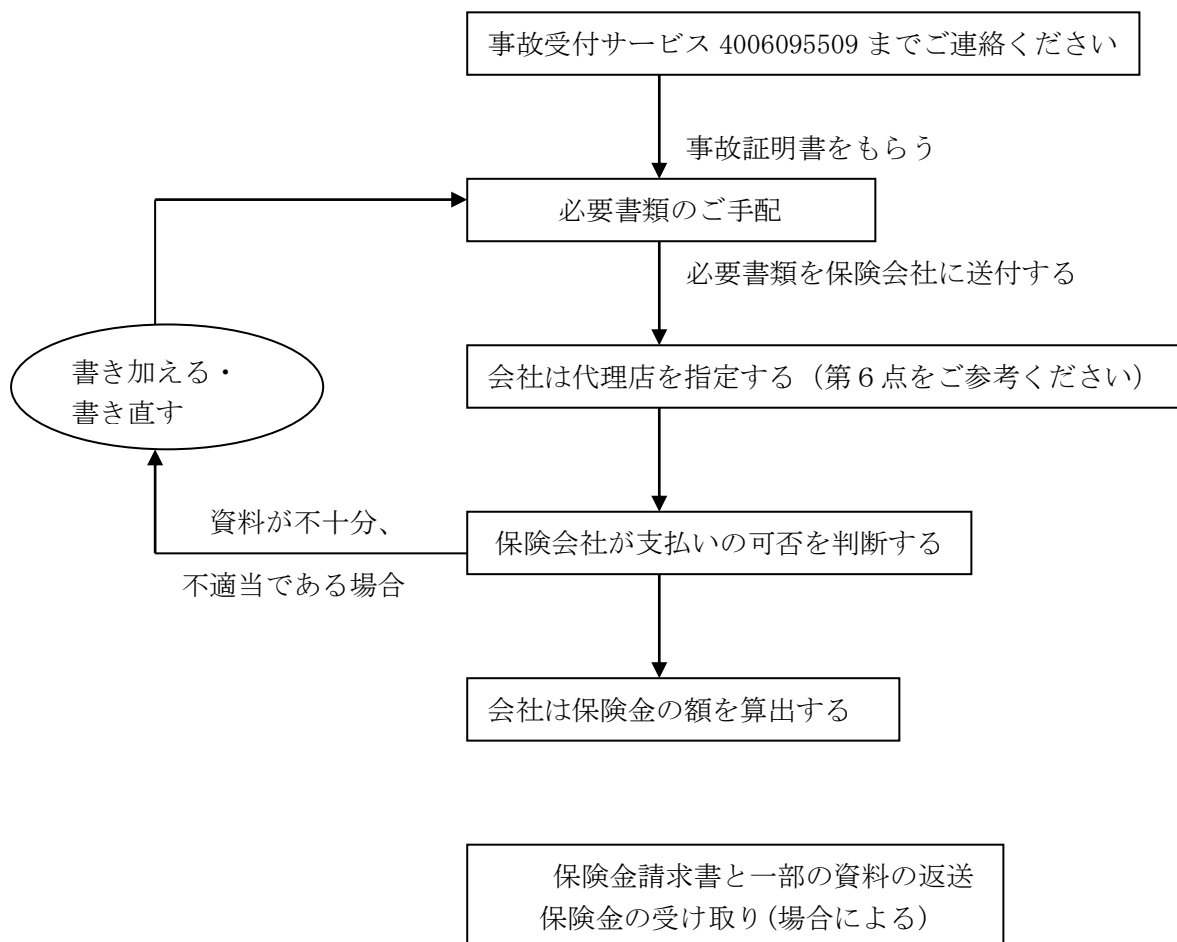 事故受付サービス 4006095509 までご連絡ください
事故証明書をもらう
必要書類のご手配
必要書類を保険会社に送付する
書き加える・
書き直す
会社は代理店を指定する（第６点をご参考ください）
資料が不十分、
不適当である場合
保険会社が支払いの可否を判断する
会社は保険金の額を算出する
保険金請求書と一部の資料の返送
保険金の受け取り(場合による）